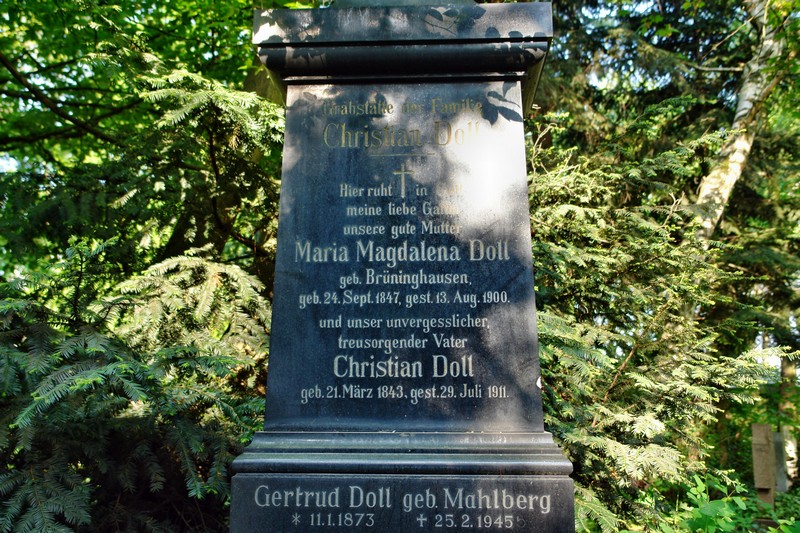 Grabstätte der Familie
Christian Doll
Hier ruht in
meine liebe
unsere gute Mutter
Maria Magdalena Doll
geb. Brüninghausen,
geb. 24. Sept. 1847, gest. 13. Aug. 1900.
und unser unvergesslicher,
treusorgender Vater
Christian Doll
geb. 21. März 1843, gest. 29. Juli 1911.
Gertrud Doll geb. Mahlberg
* 11.1.1873 ✝ 25.2.1945